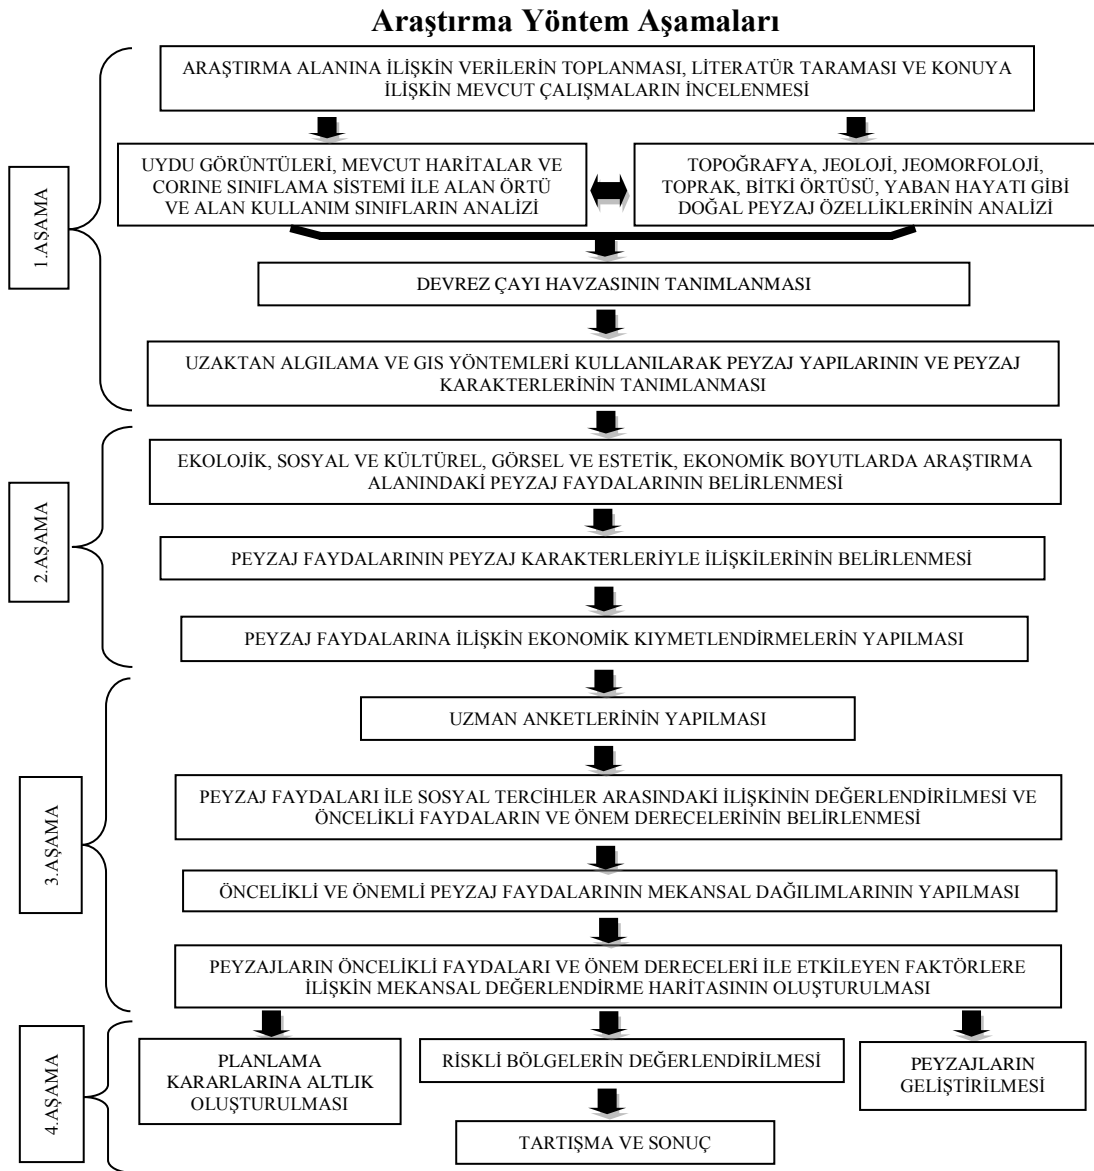 Araştırma Yöntem Aşamaları
1.AŞAMA
ARAŞTIRMA ALANINA İLİŞKİN VERİLERİN TOPLANMASI, LİTERATÜR TARAMASI VE KONUYA
İLİŞKİN MEVCUT ÇALIŞMALARIN İNCELENMESİ
UYDU GÖRÜNTÜLERİ, MEVCUT HARİTALAR VE
CORINE SINIFLAMA SİSTEMİ İLE ALAN ÖRTÜ
VE ALAN KULLANIM SINIFLARIN ANALİZİ
TOPOĞRAFYA, JEOLOJİ, JEOMORFOLOJİ,
TOPRAK, BİTKİ ÖRTÜSÜ, YABAN HAYATI GİBİ
DOĞAL PEYZAJ ÖZELLİKLERİNİN ANALİZİ
DEVREZ ÇAYI HAVZASININ TANIMLANMASI
UZAKTAN ALGILAMA VE GIS YÖNTEMLERİ KULLANILARAK PEYZAJ YAPILARININ VE PEYZAJ
KARAKTERLERİNİN TANIMLANMASI
2.AŞAMA
EKOLOJİK, SOSYAL VE KÜLTÜREL, GÖRSEL VE ESTETİK, EKONOMİK BOYUTLARDA ARAŞTIRMA
ALANINDAKİ PEYZAJ FAYDALARININ BELİRLENMESİ
PEYZAJ FAYDALARININ PEYZAJ KARAKTERLERİYLE İLİŞKİLERİNİN BELİRLENMESİ
PEYZAJ FAYDALARINA İLİŞKİN EKONOMİK KIYMETLENDİRMELERİN YAPILMASI
3.AŞAMA
UZMAN ANKETLERİNİN YAPILMASI
PEYZAJ FAYDALARI İLE SOSYAL TERCİHLER ARASINDAKİ İLİŞKİNİN DEĞERLENDİRİLMESİ VE
ÖNCELİKLİ FAYDALARIN VE ÖNEM DERECELERİNİN BELİRLENMESİ
ÖNCELİKLİ VE ÖNEMLİ PEYZAJ FAYDALARININ MEKANSAL DAĞILIMLARININ YAPILMASI
PEYZAJLARIN ÖNCELİKLİ FAYDALARI VE ÖNEM DERECELERİ İLE ETKİLEYEN FAKTÖRLERE
İLİŞKİN MEKANSAL DEĞERLENDİRME HARİTASININ OLUŞTURULMASI
4.AŞAMA
PLANLAMA
KARARLARINA ALTLIK
OLUŞTURULMASI
RİSKLİ BÖLGELERİN DEĞERLENDİRİLMESİ
PEYZAJLARIN
GELİŞTİRİLMESİ
TARTIŞMA VE SONUÇ